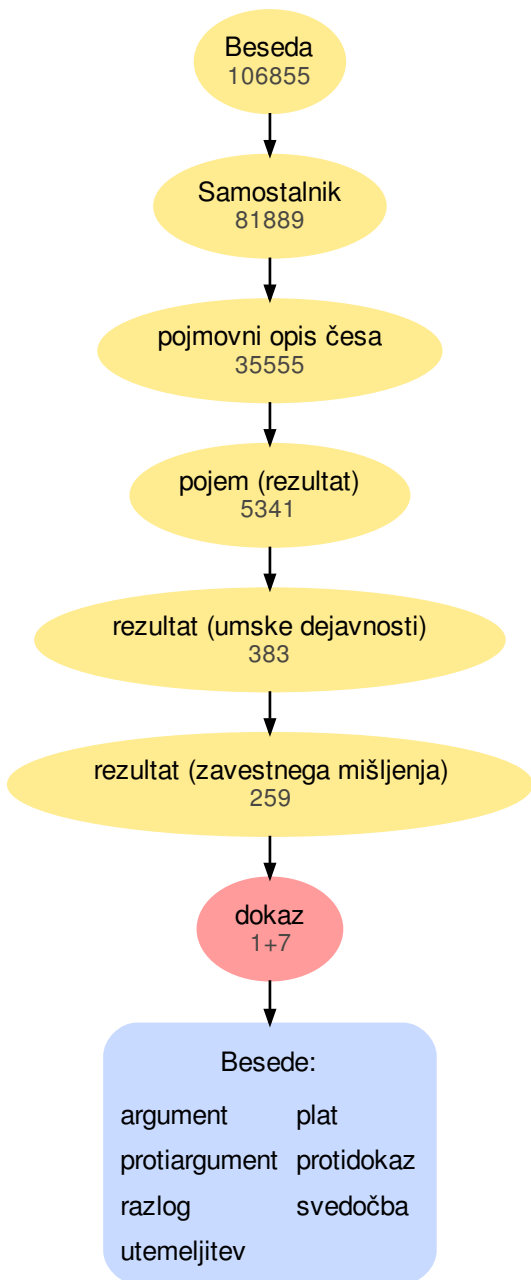 Beseda
106855
Samostalnik
81889
pojmovni opis česa
35555
pojem (rezultat)
5341
rezultat (umske dejavnosti)
383
rezultat (zavestnega mišljenja)
259
dokaz
1+7
Besede:
argument plat
protiargument protidokaz
razlog svedočba
utemeljitev